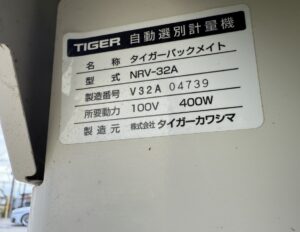 TIGER 自動選別計量機
名称 タイガーパックメイト
型式 NRV-32A
製造番号 V32A 04739
所要動力 100V 400W
製造元 株式会社 タイガーカワシマ